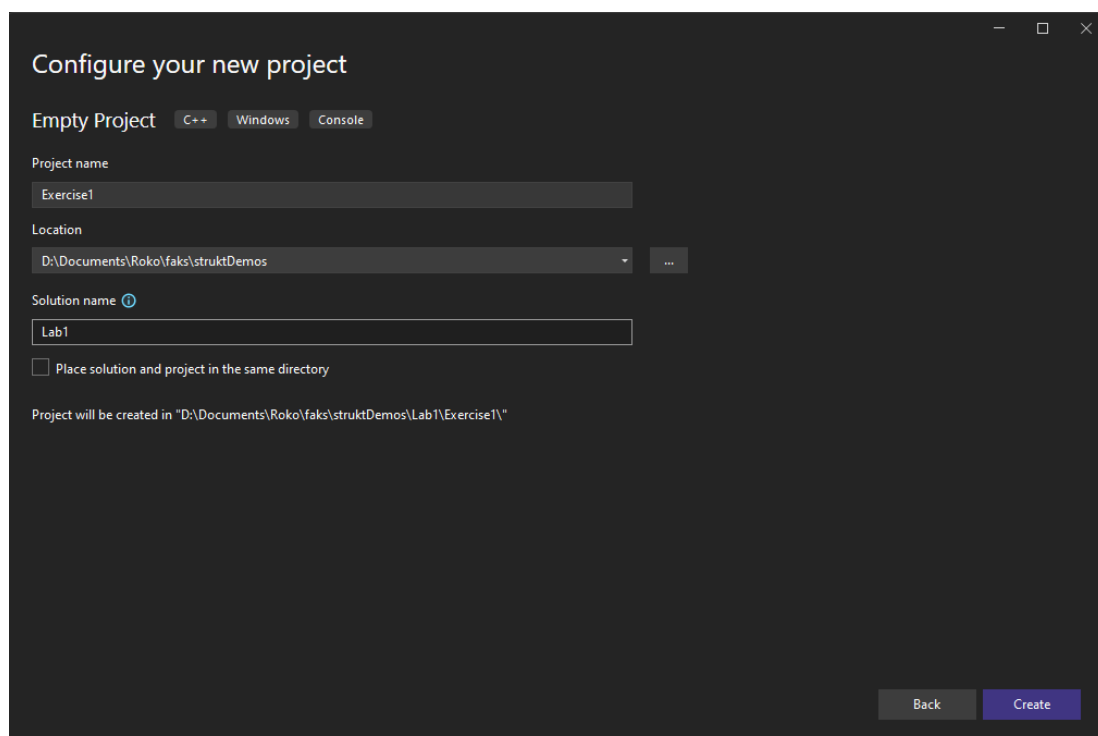 Configure your new project
Empty Project C++ Windows Console
Project name
Exercise1
Location
D:\Documents\Roko\faks\struktDemos
...
Solution name
Lab1
Place solution and project in the same directory
Project will be created in "D:\Documents\Roko\faks\struktDemos\Lab1\Exercise1\"
Back Create